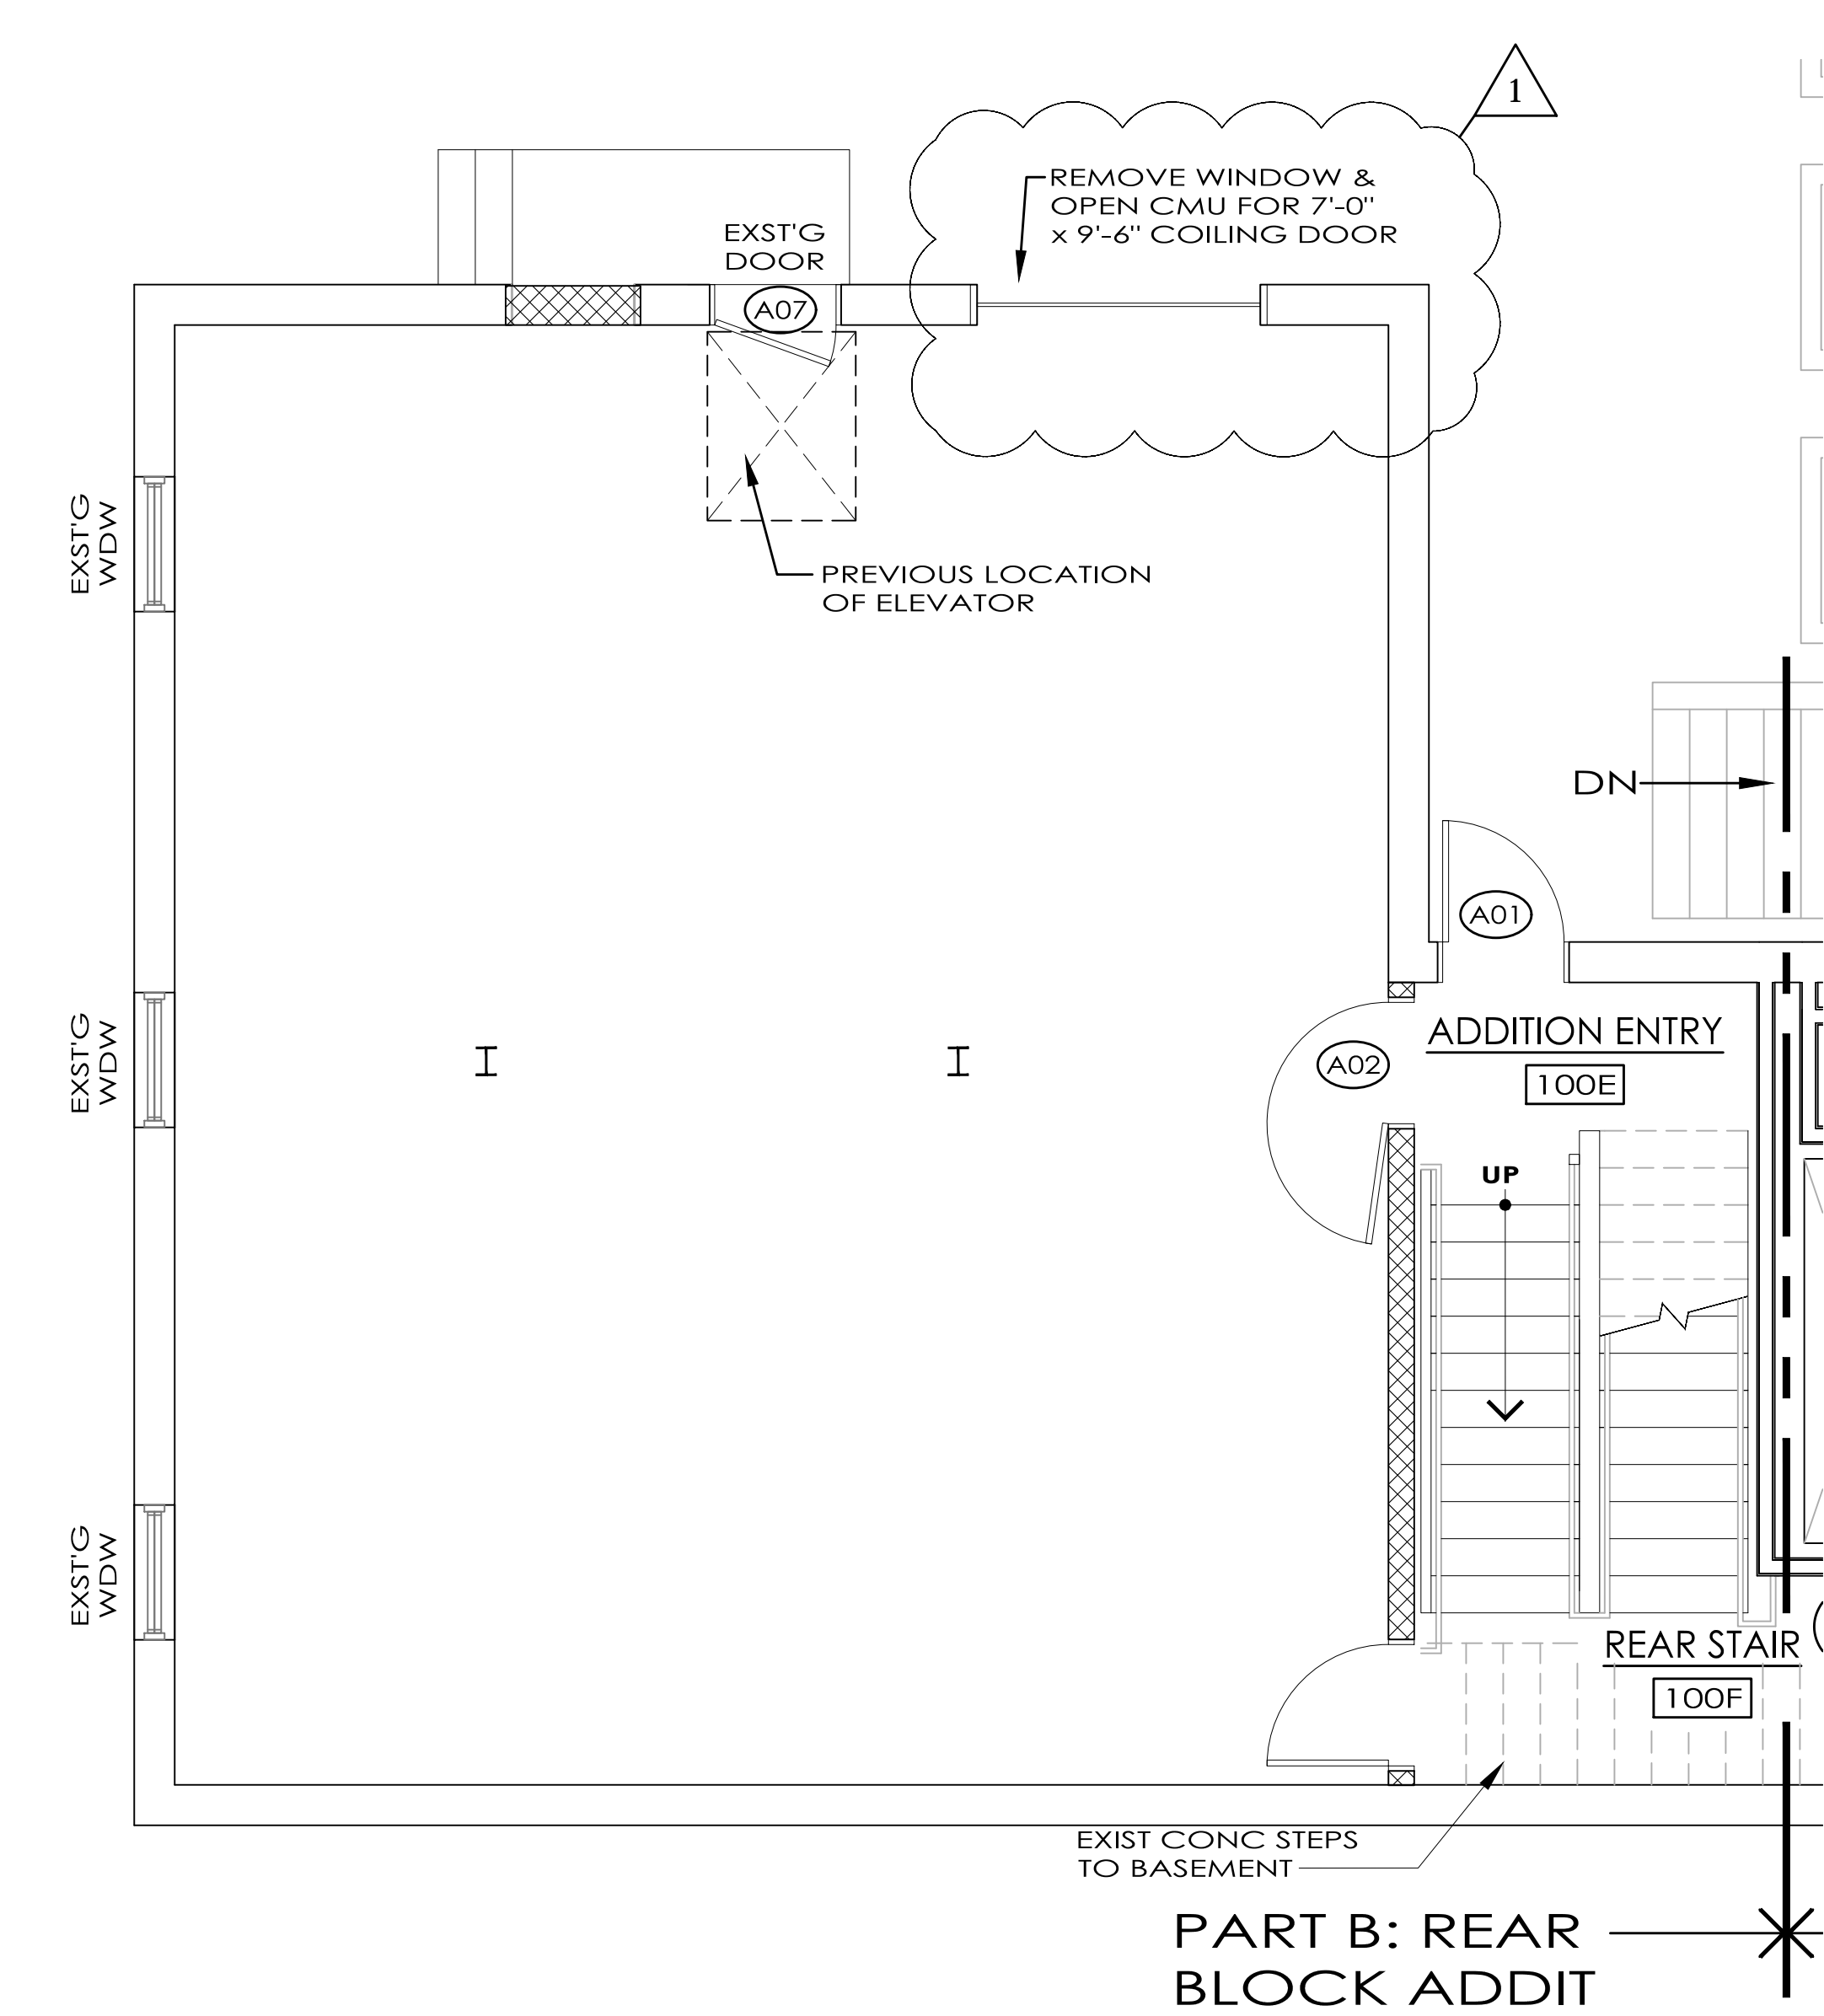 1
REMOVE WINDOW &
OPEN CMU FOR 7'-0"
x 9'-6" COILING DOOR
EXST'G
DOOR
A07
EXST'G
WDW
PREVIOUS LOCATION
OF ELEVATOR
DN
A01
ADDITION ENTRY
100E
A02
EXST'G
WDW
UP
EXST'G
WDW
REAR STAIR
100F
EXIST CONC STEPS
TO BASEMENT
PART B: REAR
BLOCK ADDIT